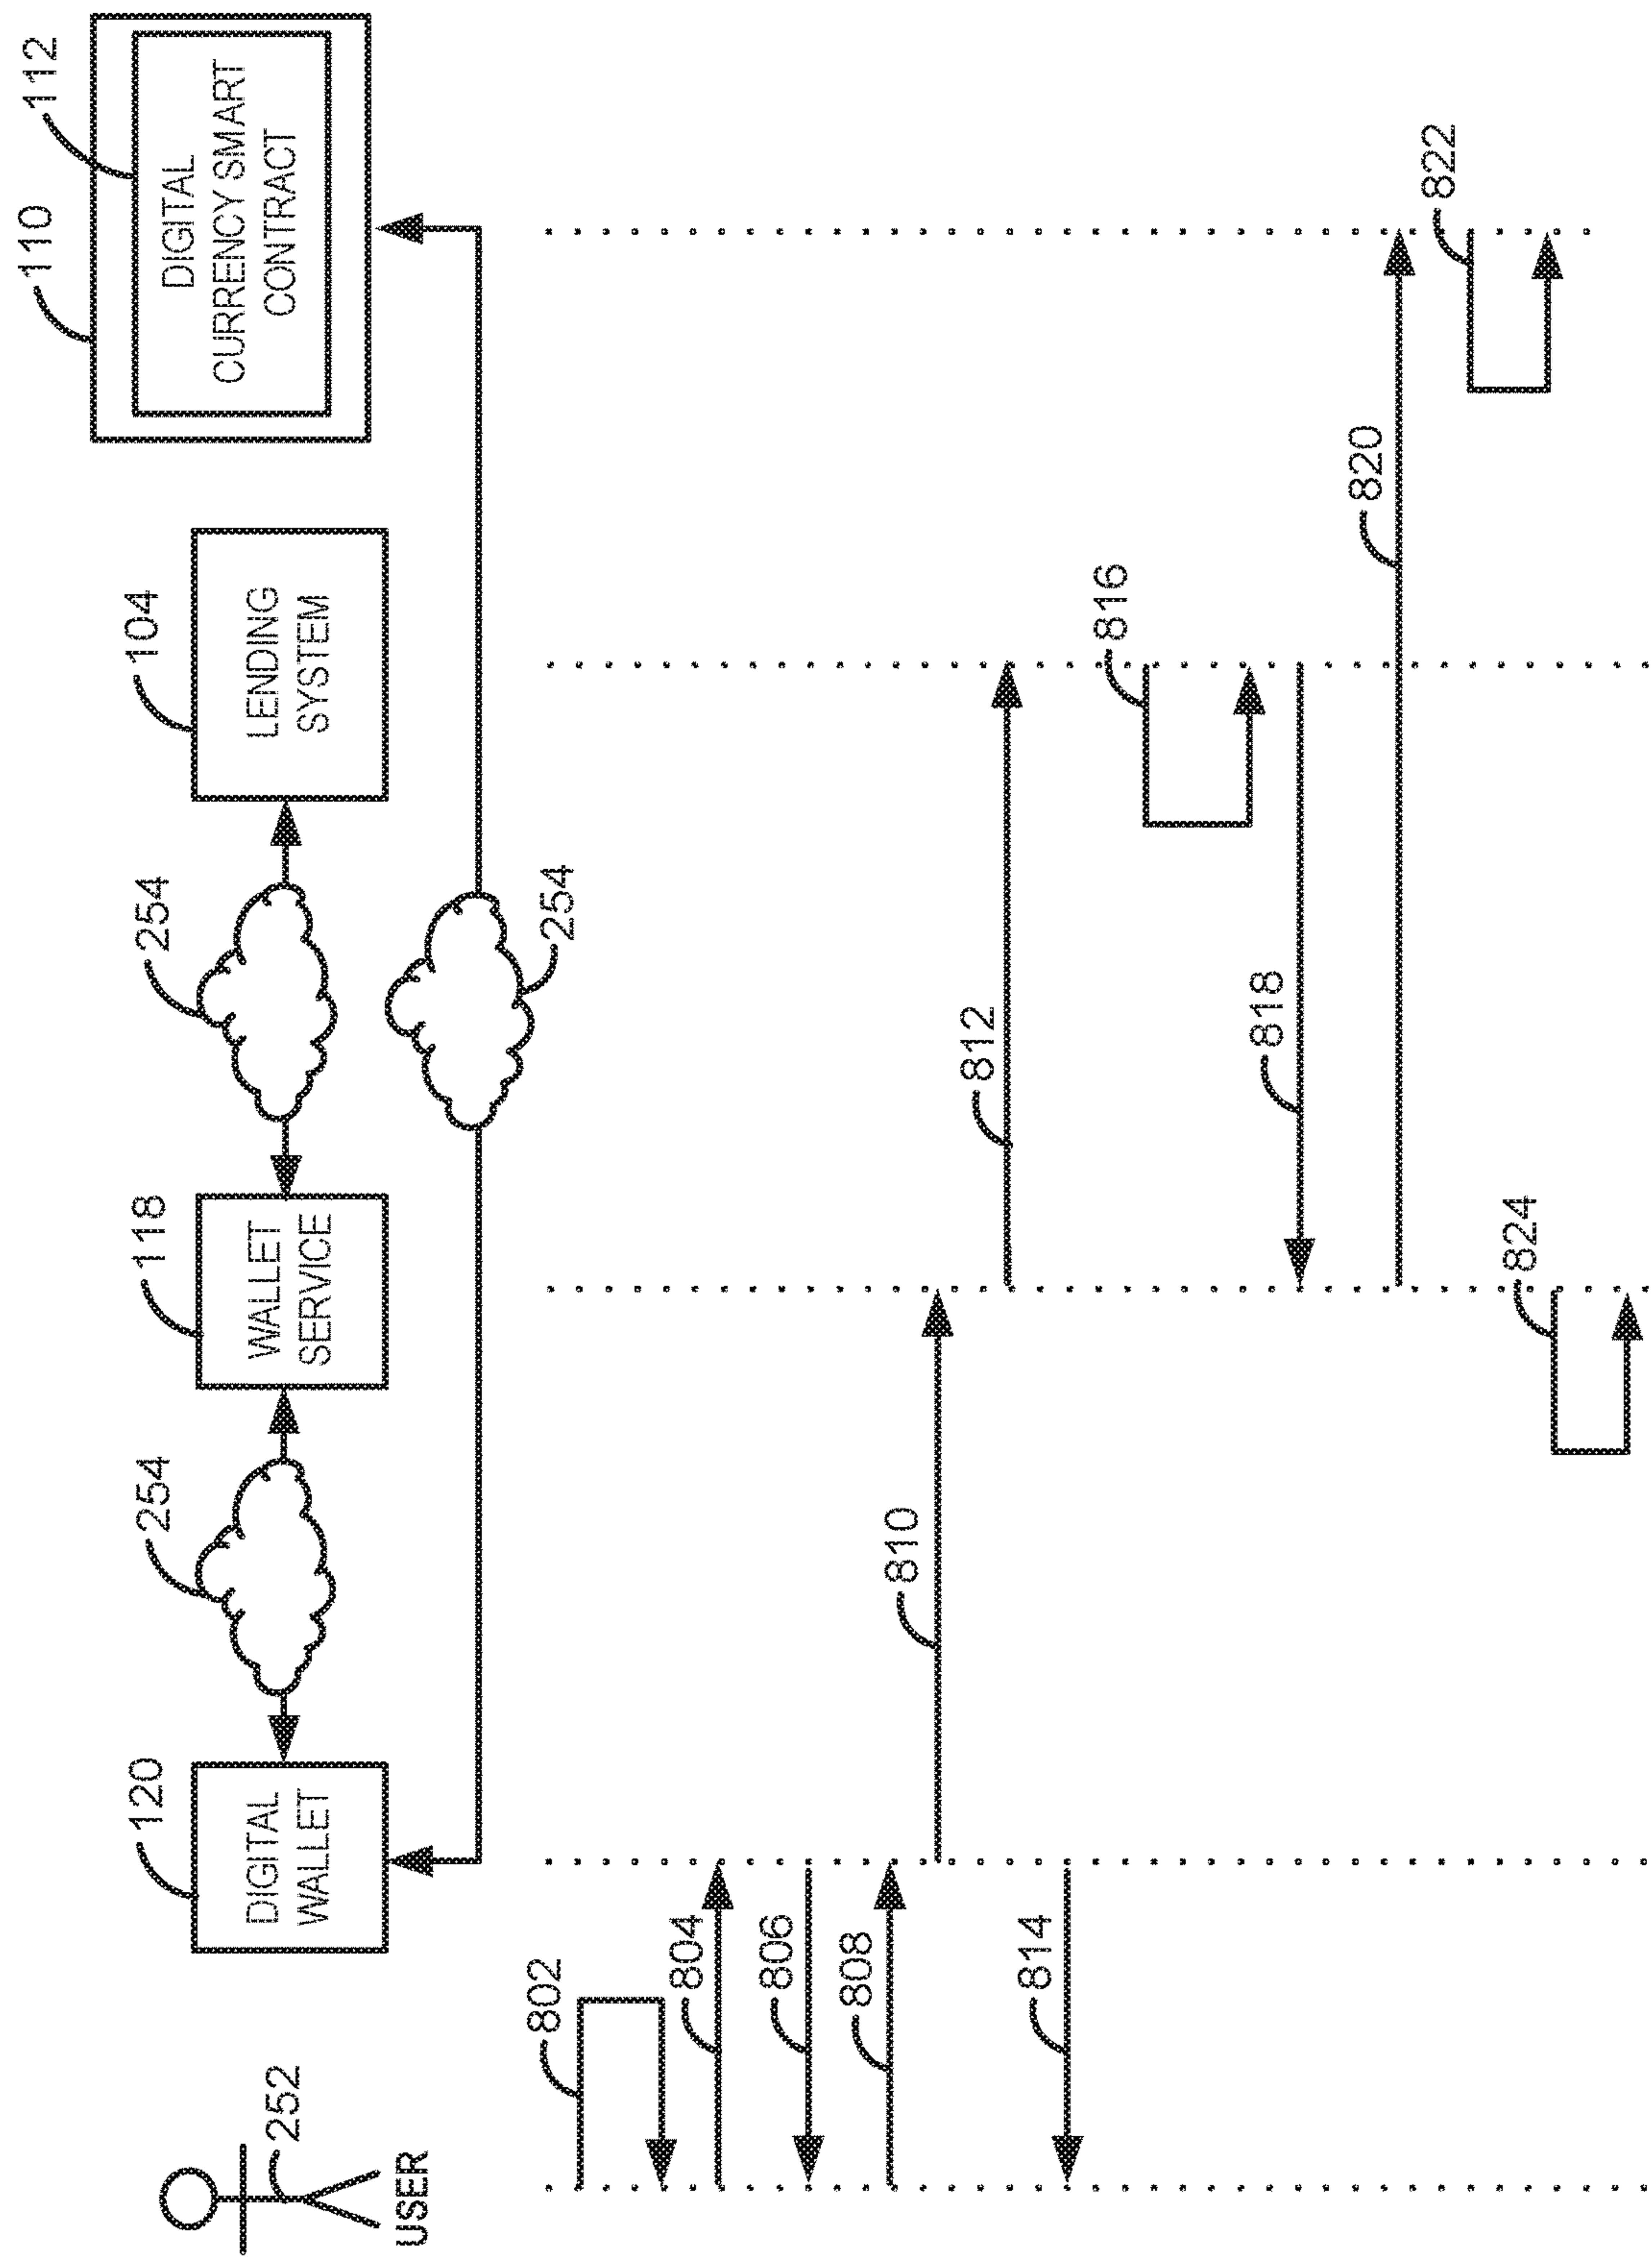 252
USER
120
DIGITAL
WALLET
254
118
WALLET
SERVICE
254
254
104
LENDING
SYSTEM
110
112
DIGITAL
CURRENCY SMART
CONTRACT
802
804
806
808
810
812
814
816
818
820
822
824